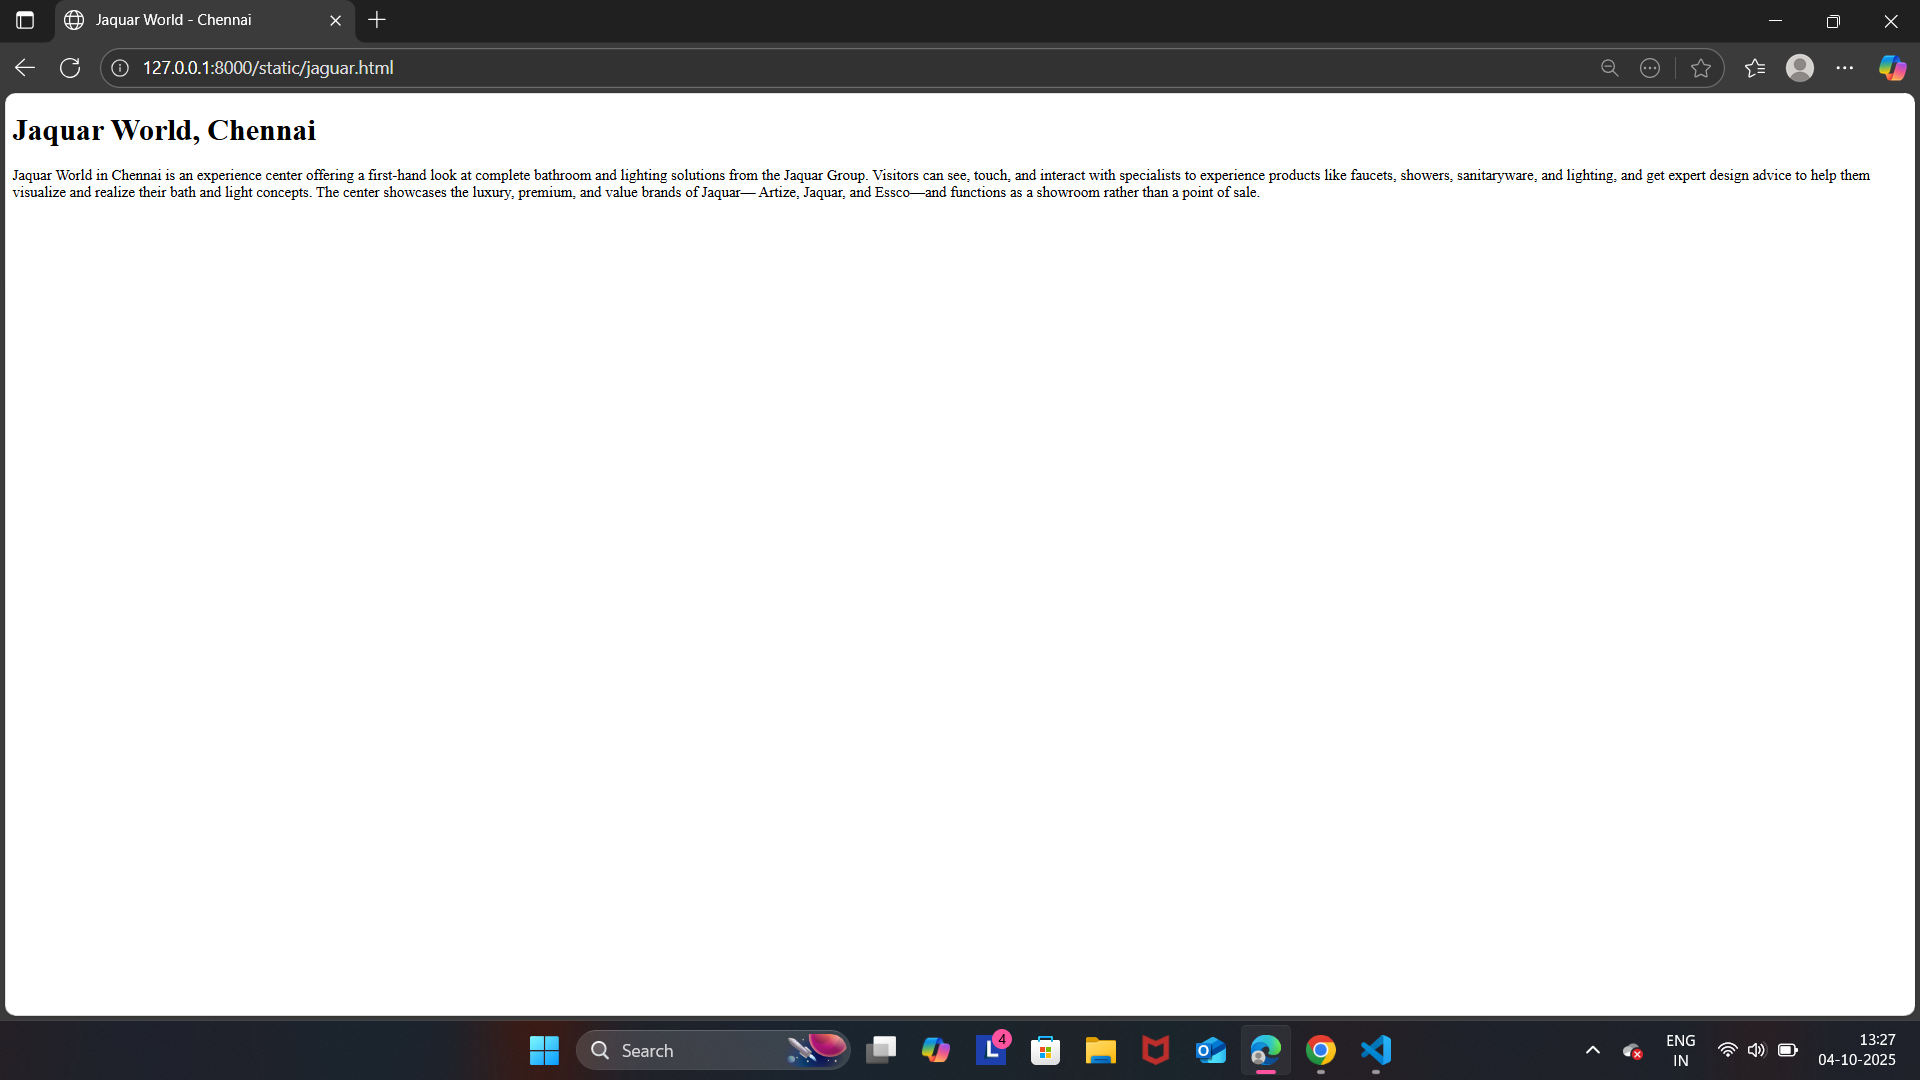 Jaquar World - Chennai
127.0.0.1:8000/static/jaguar.html
Jaquar World, Chennai
Jaquar World in Chennai is an experience center offering a first-hand look at complete bathroom and lighting solutions from the Jaquar Group. Visitors can see, touch, and interact with specialists to experience products like faucets, showers, sanitaryware, and lighting, and get expert design advice to help them
visualize and realize their bath and light concepts. The center showcases the luxury, premium, and value brands of Jaquar— Artize, Jaquar, and Essco—and functions as a showroom rather than a point of sale.
Search
L
4
O
ENG
IN
13:27
04-10-2025